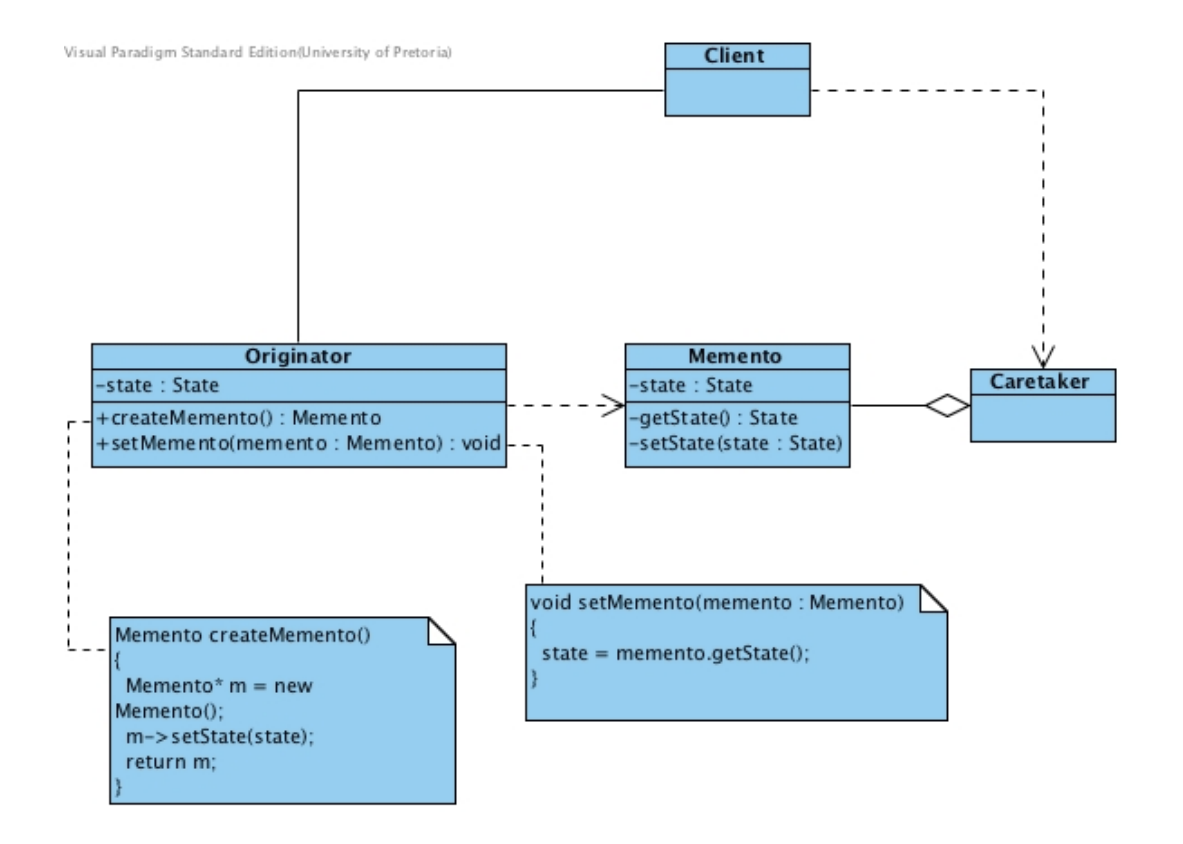 Visual Paradigm Standard Edition(University of Pretoria)
Client
Originator
-state : State
+createMemento() : Memento
+setMemento(memento : Memento) : void
Memento
-state : State
-getState() : State
-setState(state : State)
Caretaker
void setMemento(memento : Memento)
{
state = memento.getState();
}
Memento createMemento()
{
Memento* m = new
Memento();
m->setState(state);
return m;
}